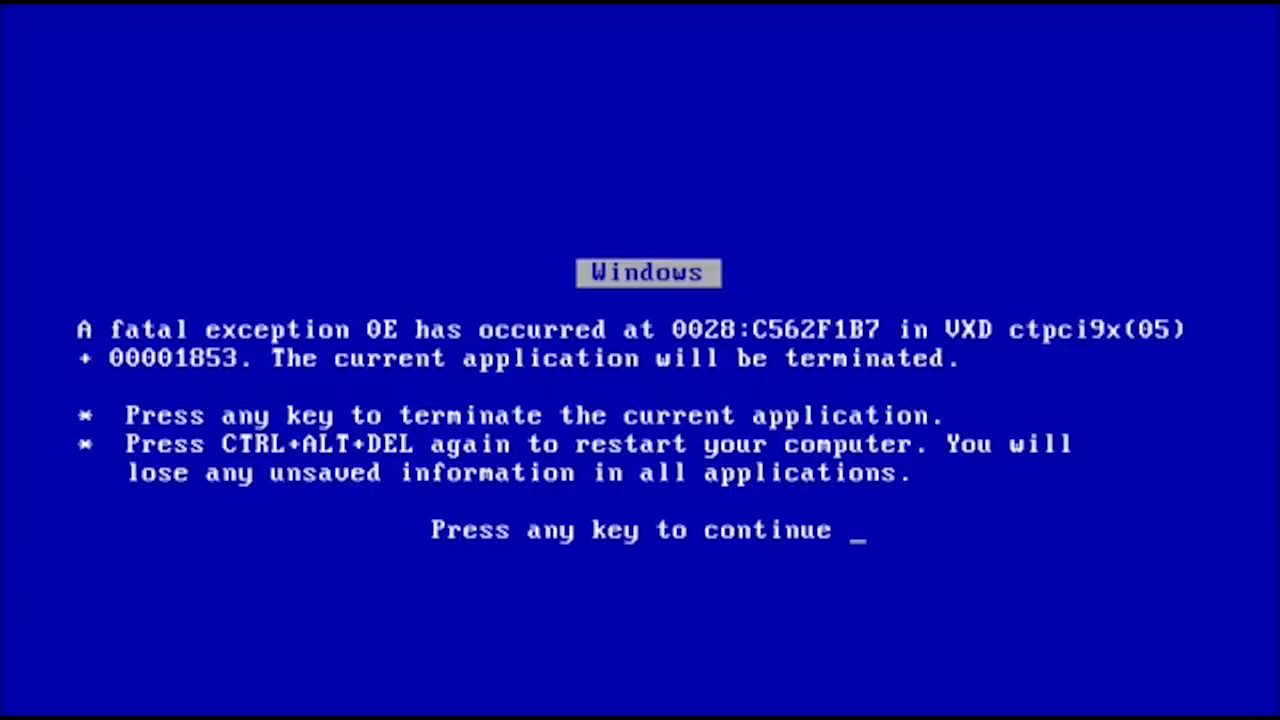 Windows
A fatal exception 0E has occurred at 0028:C562F1B7 in VXD ctpci9x(05)
+ 00001853. The current application will be terminated.
* Press any key to terminate the current application.
* Press CTRL+ALT+DEL again to restart your computer. You will
lose any unsaved information in all applications.
Press any key to continue _